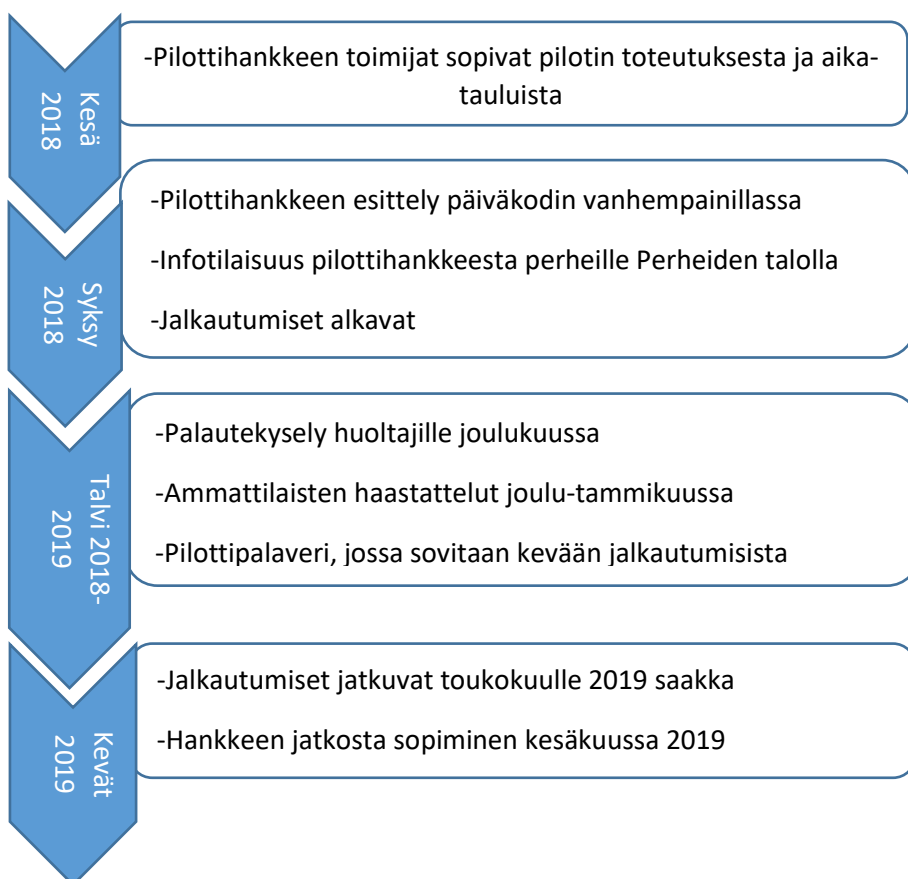 Kesä
2018
-Pilottihankkeen toimijat sopivat pilotin toteutuksesta ja aika-
tauluista
Syksy
2018
-Pilottihankkeen esittely päiväkodin vanhempainillassa
-Infotilaisuus pilottihankkeesta perheille Perheiden talolla
-Jalkautumiset alkavat
Talvi 2018-
2019
-Palautekysely huoltajille joulukuussa
-Ammattilaisten haastattelut joulu-tammikuussa
-Pilottipalaveri, jossa sovitaan kevään jalkautumisista
Kevät
2019
-Jalkautumiset jatkuvat toukokuulle 2019 saakka
-Hankkeen jatkosta sopiminen kesäkuussa 2019